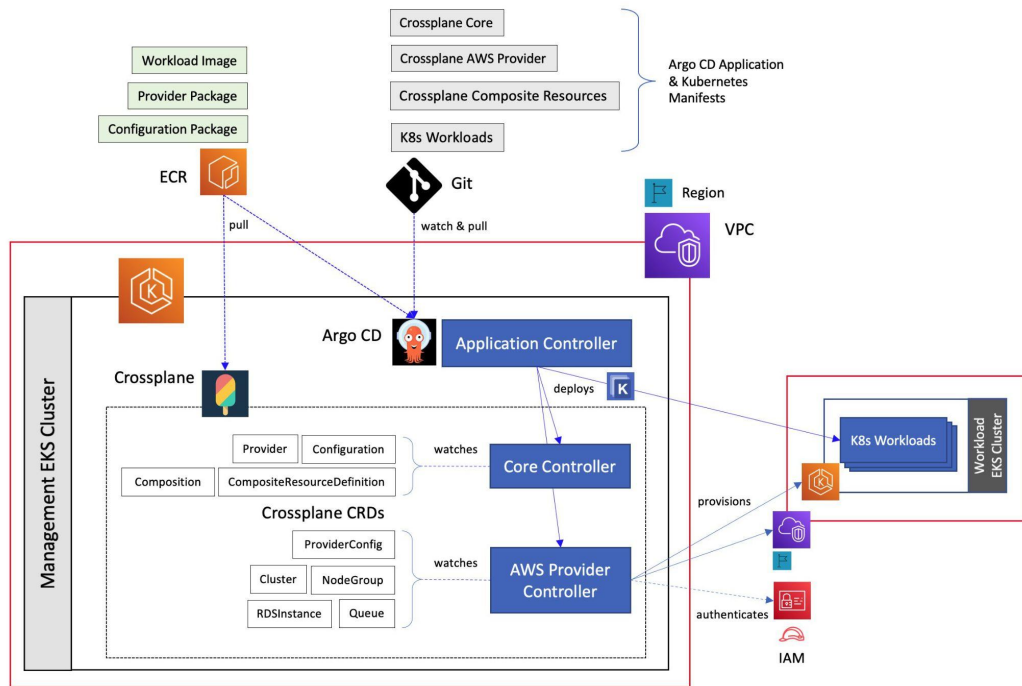 Crossplane Core
Workload Image
Crossplane AWS Provider
Argo CD Application
& Kubernetes
Manifests
Provider Package
Crossplane Composite Resources
Configuration Package
K8s Workloads
ECR
Git
Region
pull
watch & pull
VPC
K
Management EKS Cluster
Argo CD
Application Controller
Crossplane
deploys
K
K8s Workloads
Workload
EKS Cluster
Provider
Configuration
watches
Core Controller
Composition
CompositeResourceDefinition
K
provisions
Crossplane CRDs
ProviderConfig
watches
AWS Provider
Controller
Cluster
NodeGroup
RDSInstance
Queue
authenticates
IAM